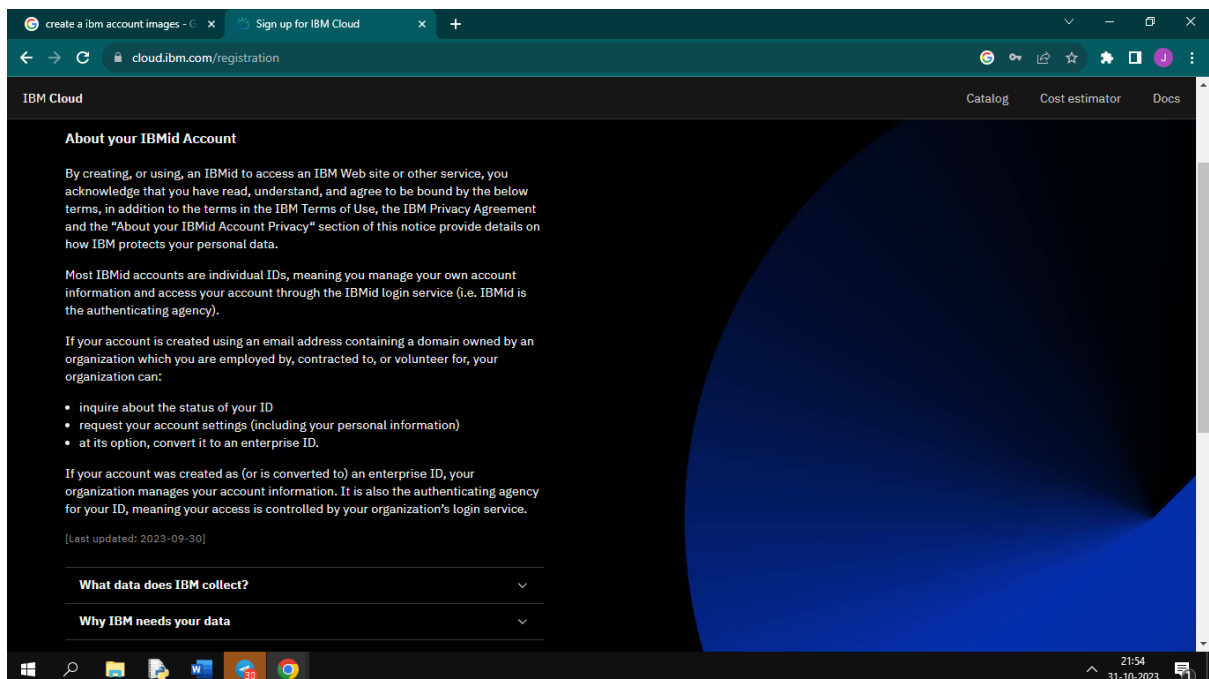 create a ibm account images - G
Sign up for IBM Cloud
cloud.ibm.com/registration
J
IBM Cloud
Catalog
Cost estimator
Docs
About your IBMid Account
By creating, or using, an IBMid to access an IBM Web site or other service, you
acknowledge that you have read, understand, and agree to be bound by the below
terms, in addition to the terms in the IBM Terms of Use, the IBM Privacy Agreement
and the “About your IBMid Account Privacy“ section of this notice provide details on
how IBM protects your personal data.
Most IBMid accounts are individual IDs, meaning you manage your own account
information and access your account through the IBMid login service (i.e. IBMid is
the authenticating agency).
If your account is created using an email address containing a domain owned by an
organization which you are employed by, contracted to, or volunteer for, your
organization can:
• inquire about the status of your ID
• request your account settings (including your personal information)
• at its option, convert it to an enterprise ID.
If your account was created as (or is converted to) an enterprise ID, your
organization manages your account information. It is also the authenticating agency
for your ID, meaning your access is controlled by your organization’s login service.
[Last updated: 2023-09-30]
What data does IBM collect?
Why IBM needs your data
30
21:54
31-10-2023
1